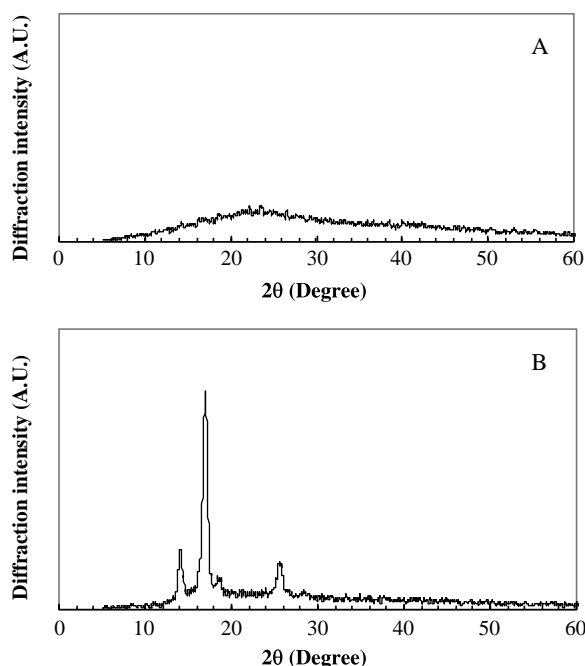 A
Diffraction intensity (A.U.)
0 10 20 30 40 50 60
2θ (Degree)
B
Diffraction intensity (A.U.)
0 10 20 30 40 50 60
2θ (Degree)